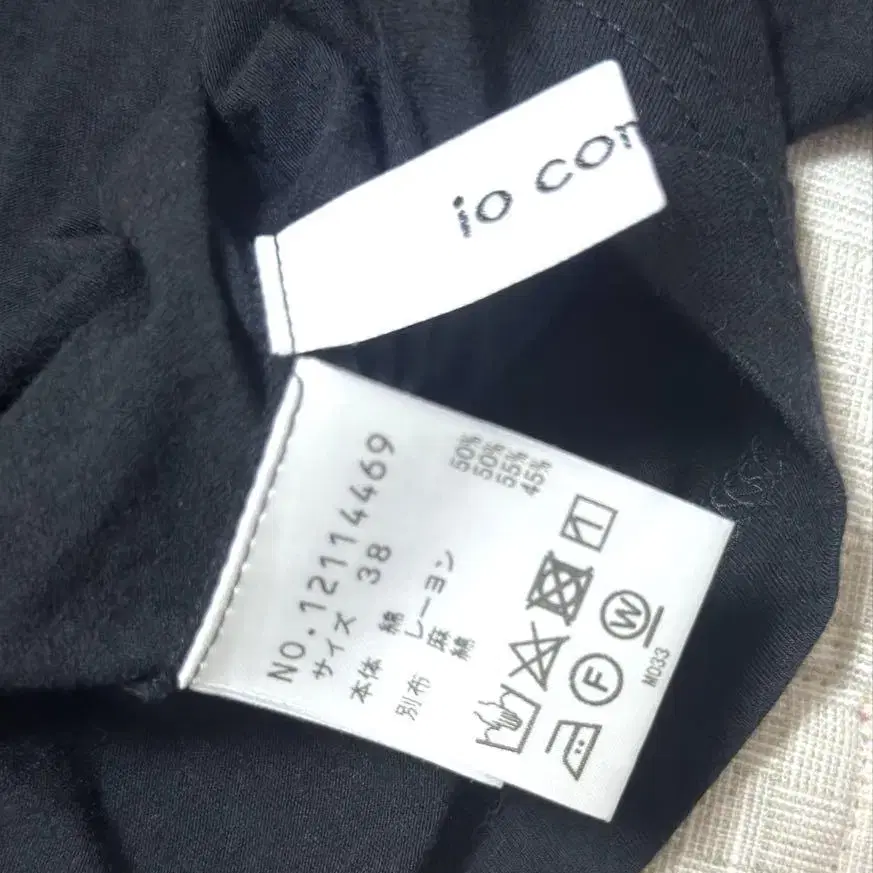 io com
NO.12114469
サイズ 38
本体 綿 50%
レーヨン 50%
別布 麻 55%
綿 45%
F W
M033